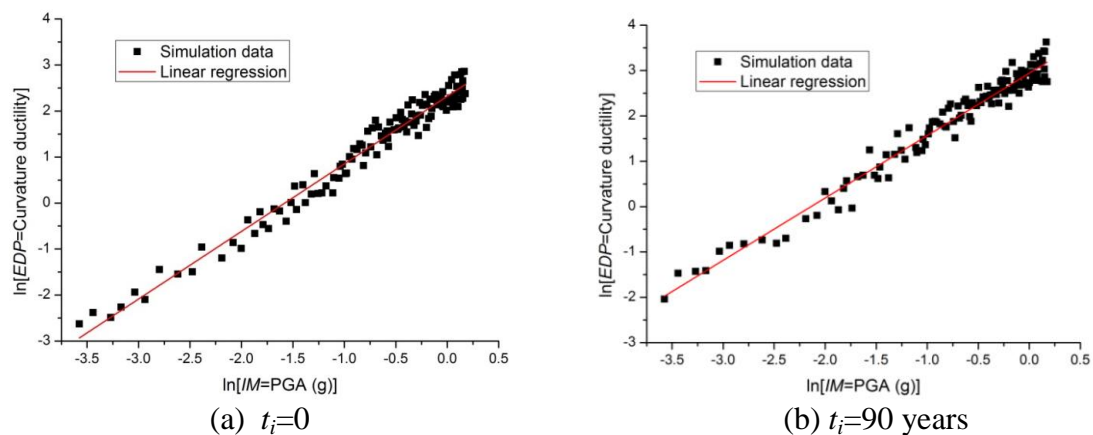 4
3
2
1
0
-1
-2
-3
ln[EDP=Curvature ductility]
Simulation data
Linear regression
-3.5 -3.0 -2.5 -2.0 -1.5 -1.0 -0.5 0.0 0.5
ln[IM=PGA (g)]
(a) tᵢ=0
4
3
2
1
0
-1
-2
-3
ln[EDP=Curvature ductility]
Simulation data
Linear regression
-3.5 -3.0 -2.5 -2.0 -1.5 -1.0 -0.5 0.0 0.5
ln[IM=PGA (g)]
(b) tᵢ=90 years